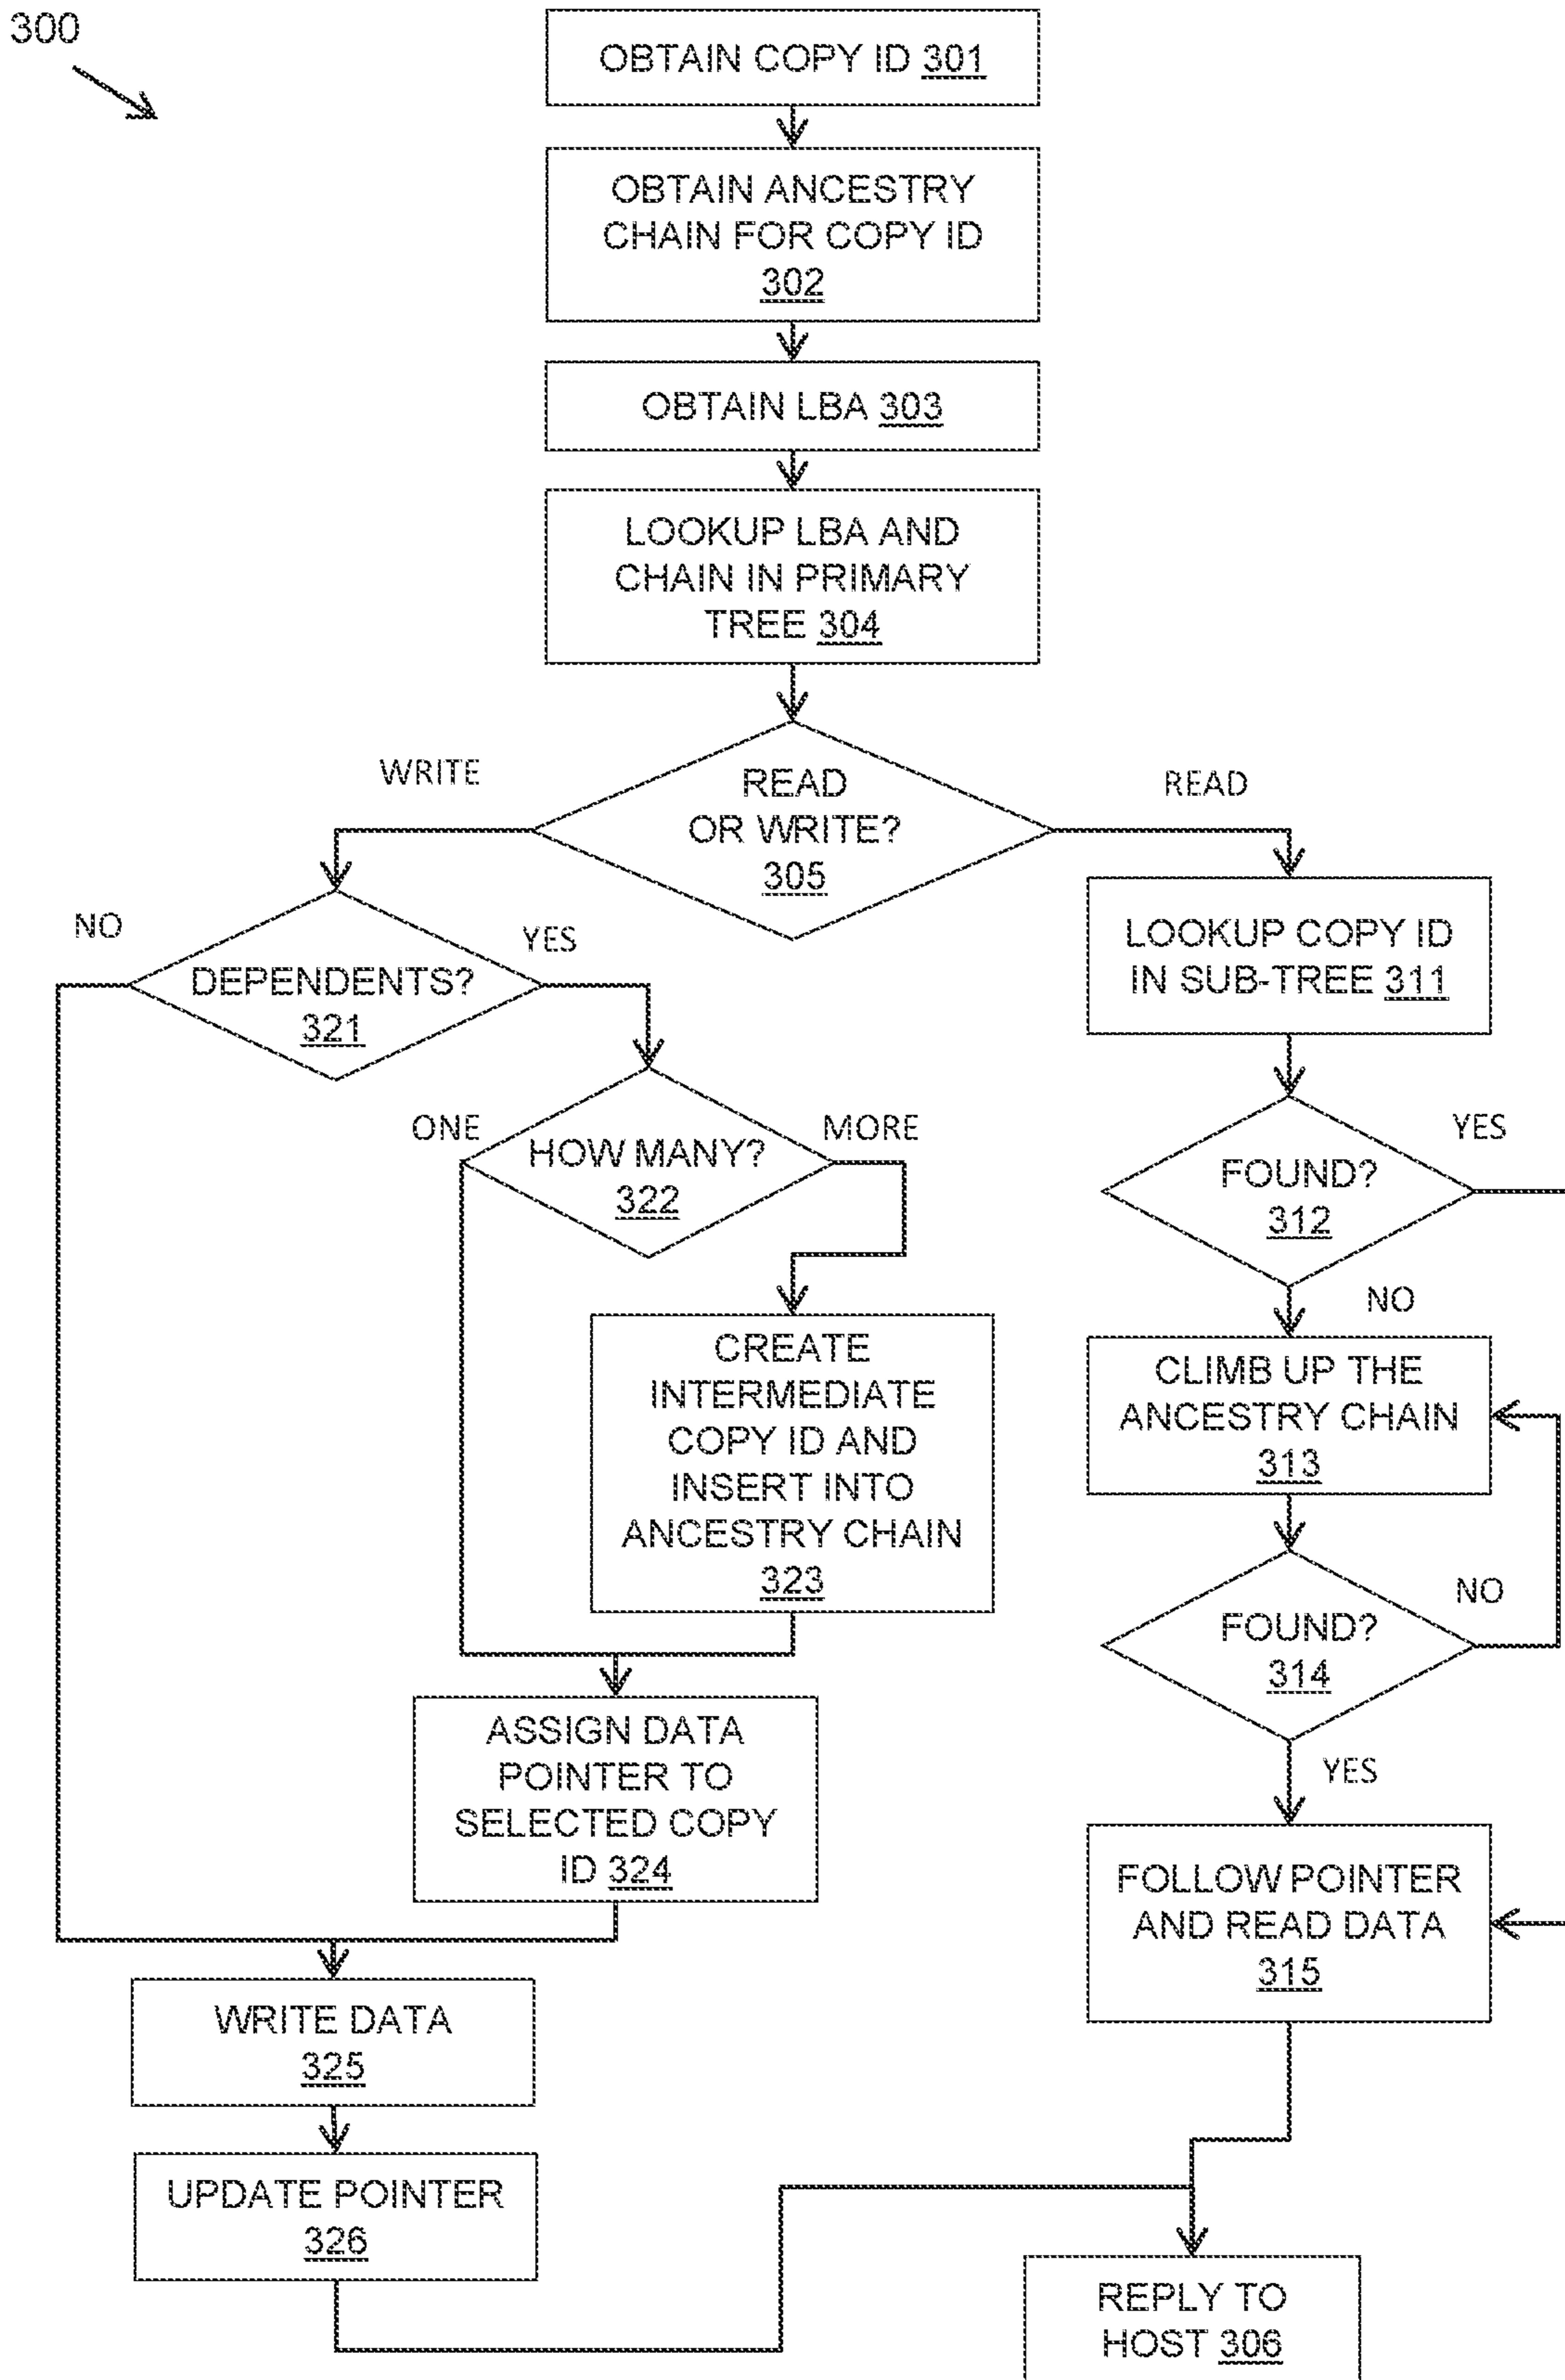 300
OBTAIN COPY ID 301
OBTAIN ANCESTRY
CHAIN FOR COPY ID
302
OBTAIN LBA 303
LOOKUP LBA AND
CHAIN IN PRIMARY
TREE 304
READ
OR WRITE?
305
WRITE
READ
DEPENDENTS?
321
NO
YES
HOW MANY?
322
ONE
MORE
CREATE
INTERMEDIATE
COPY ID AND
INSERT INTO
ANCESTRY CHAIN
323
ASSIGN DATA
POINTER TO
SELECTED COPY
ID 324
WRITE DATA
325
UPDATE POINTER
326
LOOKUP COPY ID
IN SUB-TREE 311
FOUND?
312
YES
NO
CLIMB UP THE
ANCESTRY CHAIN
313
FOUND?
314
NO
YES
FOLLOW POINTER
AND READ DATA
315
REPLY TO
HOST 306